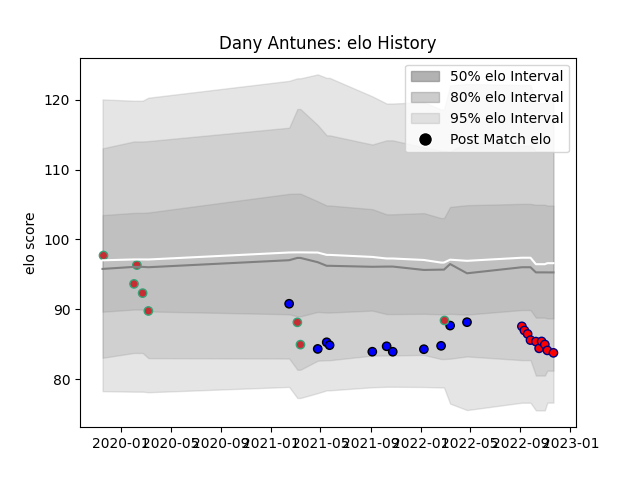 Dany Antunes: elo History
50% elo Interval
80% elo Interval
95% elo Interval
Post Match elo
elo score
120
110
100
90
80
2020-01 2020-05 2020-09 2021-01 2021-05 2021-09 2022-01 2022-05 2022-09 2023-01